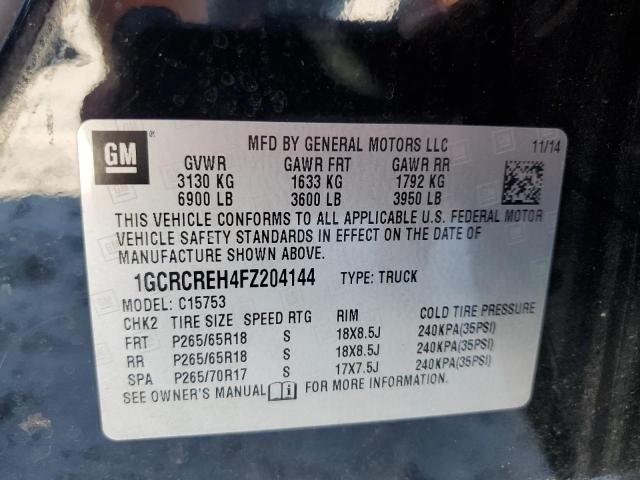 GM
MFD BY GENERAL MOTORS LLC 11/14
GVWR GAWR FRT GAWR RR
3130 KG 1633 KG 1792 KG
6900 LB 3600 LB 3950 LB
THIS VEHICLE CONFORMS TO ALL APPLICABLE U.S. FEDERAL MOTOR
VEHICLE SAFETY STANDARDS IN EFFECT ON THE DATE OF
MANUFACTURE SHOWN ABOVE.
1GCRCREH4FZ204144 TYPE: TRUCK
MODEL: C15753
CHK2 TIRE SIZE SPEED RTG RIM COLD TIRE PRESSURE
FRT P265/65R18 S 18X8.5J 240KPA(35PSI)
RR P265/65R18 S 18X8.5J 240KPA(35PSI)
SPA P265/70R17 S 17X7.5J 240KPA(35PSI)
SEE OWNER'S MANUAL FOR MORE INFORMATION.